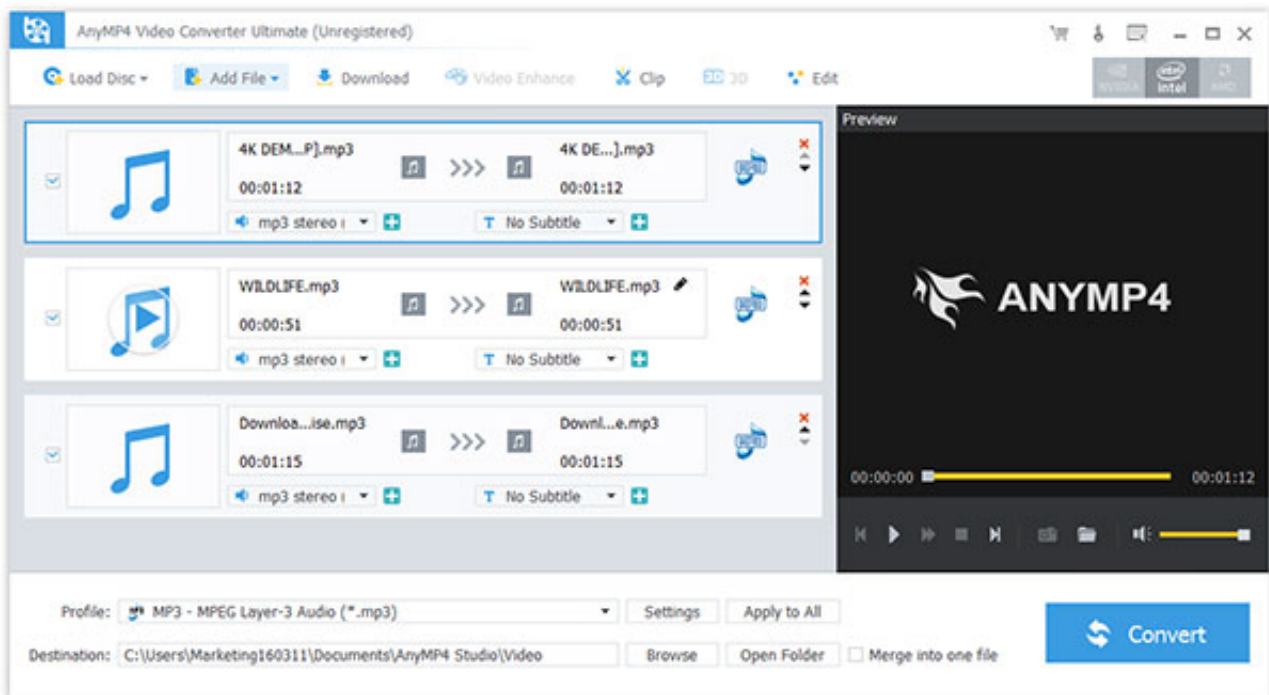 AnyMP4 Video Converter Ultimate (Unregistered)
Load Disc Add File Download Video Enhance Clip 3D Edit
NVIDIA intel AMD
Preview
4K DEM...P].mp3 4K DE...].mp3
00:01:12 00:01:12
mp3 stereo No Subtitle
WILDLIFE.mp3 WILDLIFE.mp3
00:00:51 00:00:51
mp3 stereo No Subtitle
Downloa...ise.mp3 Downl...e.mp3
00:01:15 00:01:15
mp3 stereo No Subtitle
ANYMP4
00:00:00 00:01:12
Profile: MP3 - MPEG Layer-3 Audio (*.mp3) Settings Apply to All
Convert
Destination: C:\Users\Marketing160311\Documents\AnyMP4 Studio\Video Browse Open Folder Merge into one file